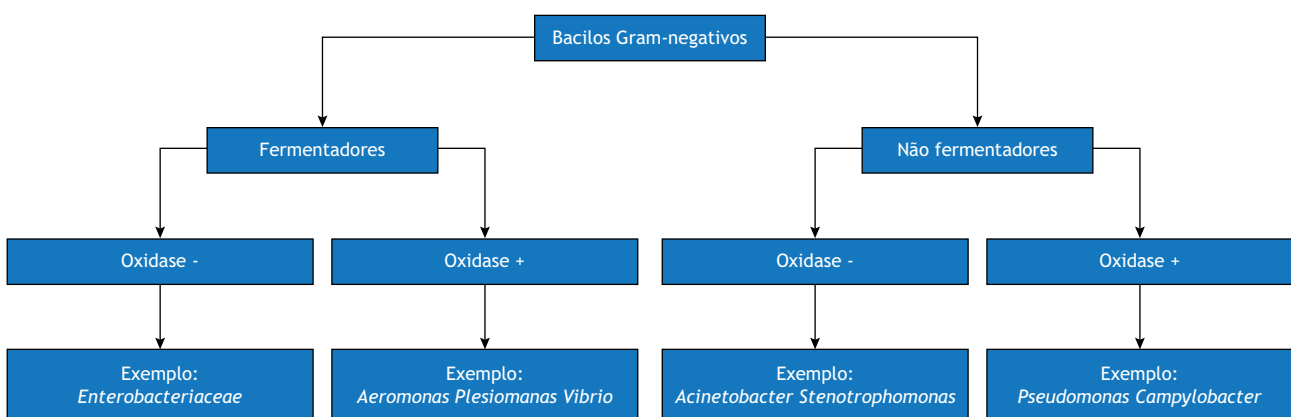 Bacilos Gram-negativos
Fermentadores
Não fermentadores
Oxidase -
Oxidase +
Oxidase -
Oxidase +
Exemplo:
Enterobacteriaceae
Exemplo:
Aeromonas Plesiomanas Vibrio
Exemplo:
Acinetobacter Stenotrophomonas
Exemplo:
Pseudomonas Campylobacter